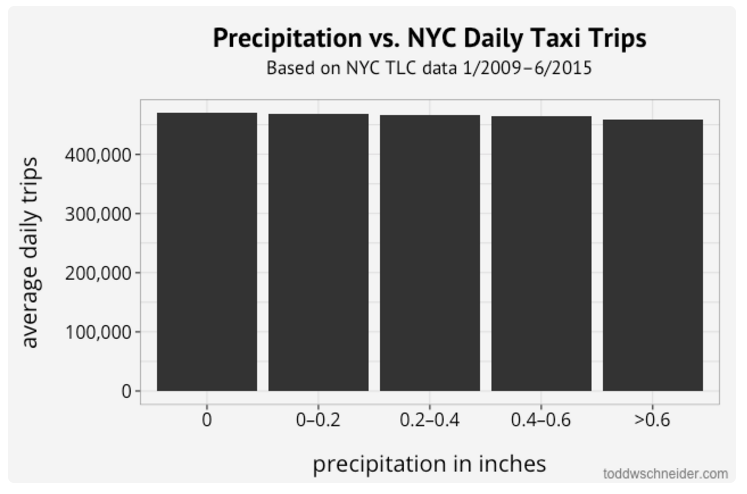 Precipitation vs. NYC Daily Taxi Trips
Based on NYC TLC data 1/2009–6/2015
average daily trips
400,000
300,000
200,000
100,000
0
0
0–0.2
0.2–0.4
0.4–0.6
>0.6
precipitation in inches
toddwschneider.com